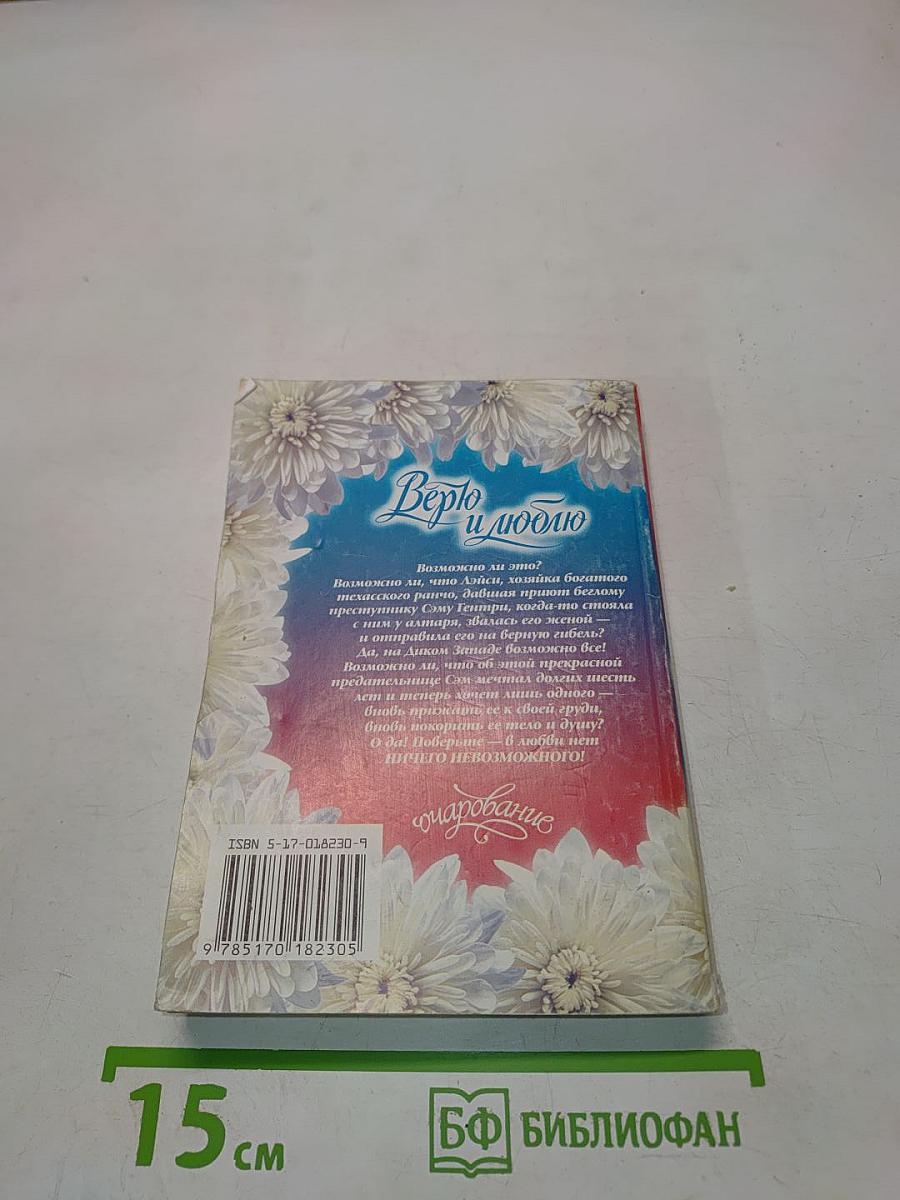 Верю
и люблю
Возможно ли это?
Возможно ли, что Лэйси, хозяйка богатого
техасского ранчо, давшая приют беглому
преступнику Сэму Гентри, когда-то стояла
с ним у алтаря, звалась его женой —
и отправила его на верную гибель?
Да, на Диком Западе возможно все!
Возможно ли, что об этой прекрасной
предательнице Сэм мечтал долгих шесть
лет и теперь хочет лишь одного —
вновь прижать ее к своей груди,
вновь покорить ее тело и душу?
О да! Поверьте — в любви нет
НИЧЕГО НЕВОЗМОЖНОГО!
очарование
ISBN 5-17-018230-9
9 785170 182305
15 см
БФ БИБЛИОФАН